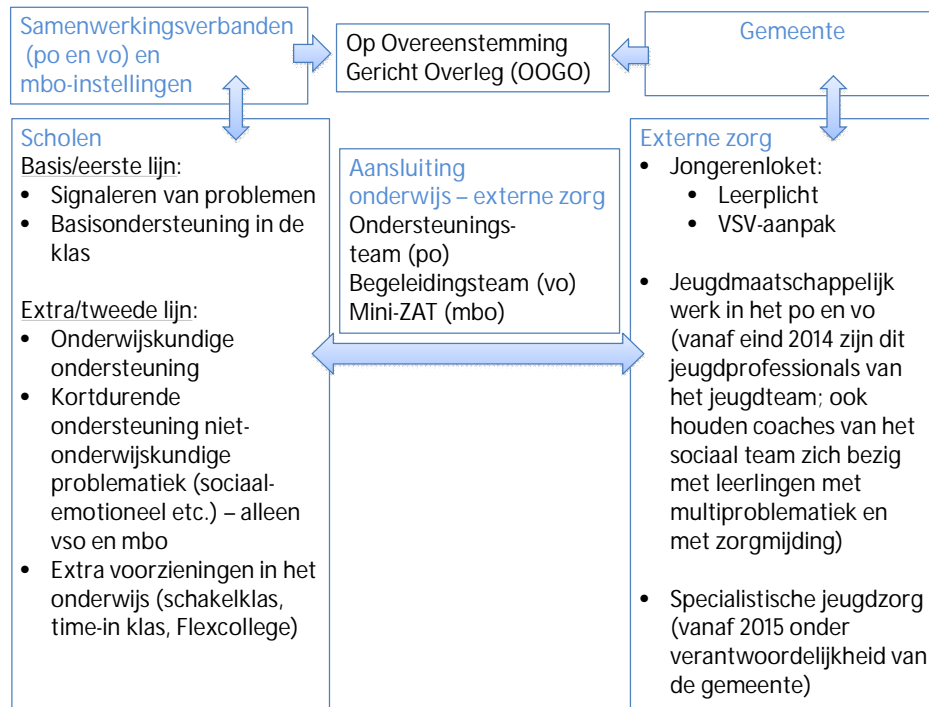 Samenwerkingsverbanden
(po en vo) en
mbo-instellingen
Op Overeenstemming
Gericht Overleg (OOGO)
Gemeente
Scholen
Basis/eerste lijn:
• Signaleren van problemen
• Basisondersteuning in de
klas
Extra/tweede lijn:
• Onderwijskundige
ondersteuning
• Kortdurende
ondersteuning niet-
onderwijskundige
problematiek (sociaal-
emotioneel etc.) – alleen
vso en mbo
• Extra voorzieningen in het
onderwijs (schakelklas,
time-in klas, Flexcollege)
Aansluiting
onderwijs – externe zorg
Ondersteunings-
team (po)
Begeleidingsteam (vo)
Mini-ZAT (mbo)
Externe zorg
• Jongerenloket:
• Leerplicht
• VSV-aanpak
• Jeugdmaatschappelijk
werk in het po en vo
(vanaf eind 2014 zijn dit
jeugdprofessionals van
het jeugdteam; ook
houden coaches van het
sociaal team zich bezig
met leerlingen met
multiproblematiek en
met zorgmijding)
• Specialistische jeugdzorg
(vanaf 2015 onder
verantwoordelijkheid van
de gemeente)